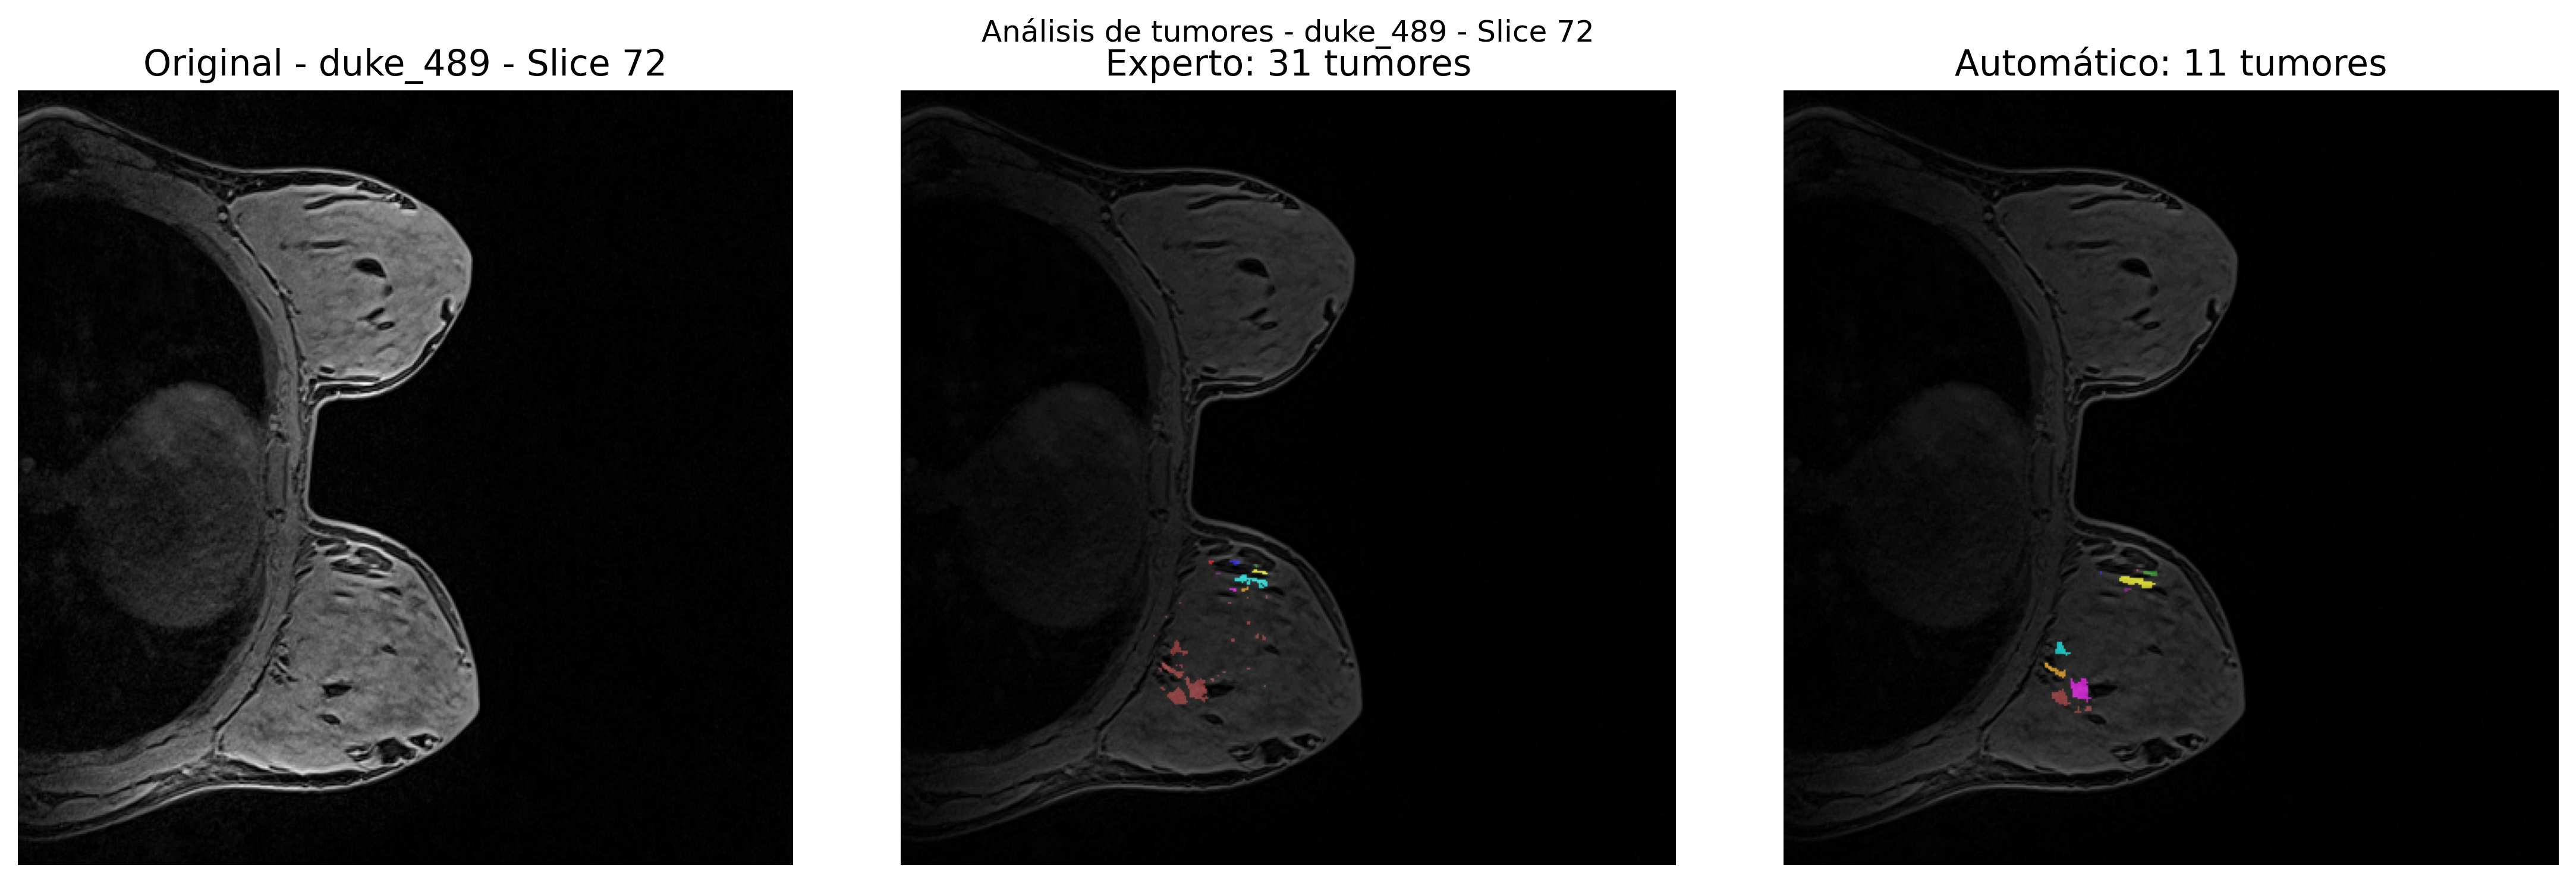 Análisis de tumores - duke_489 - Slice 72
Original - duke_489 - Slice 72
Experto: 31 tumores
Automático: 11 tumores